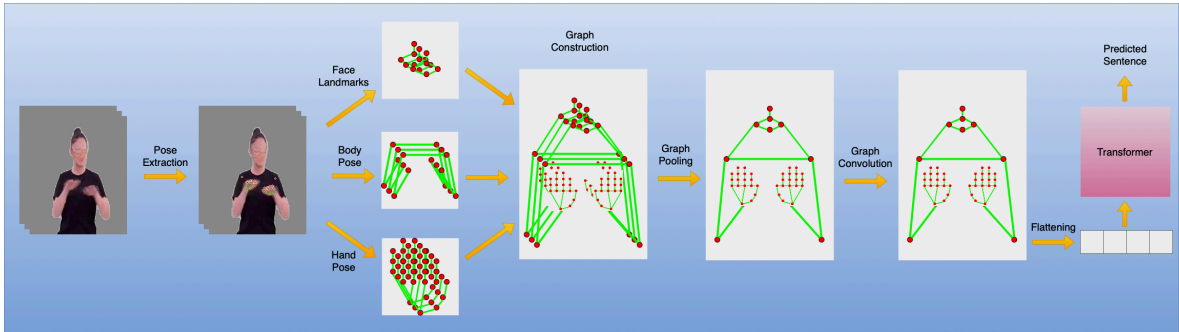 Pose
Extraction
Face
Landmarks
Body
Pose
Hand
Pose
Graph
Construction
Graph
Pooling
Graph
Convolution
Flattening
Transformer
Predicted
Sentence